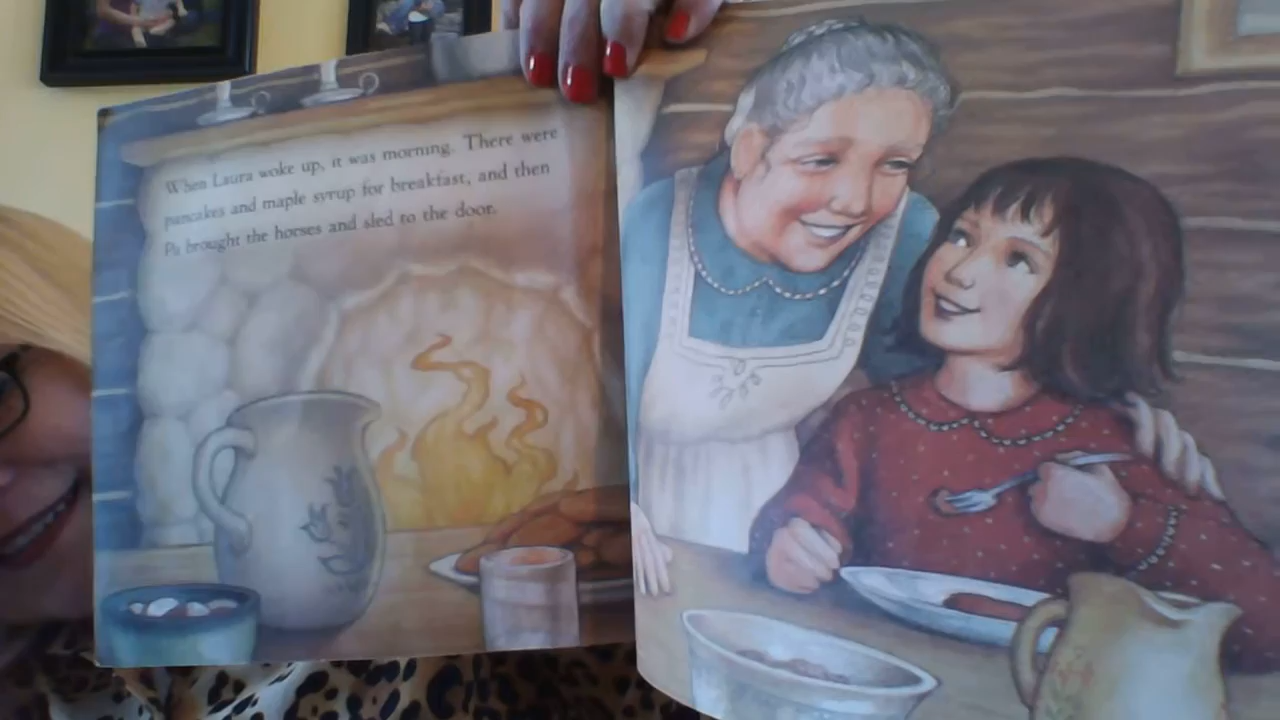 When Laura woke up, it was morning. There were
pancakes and maple syrup for breakfast, and then
Pa brought the horses and sled to the door.